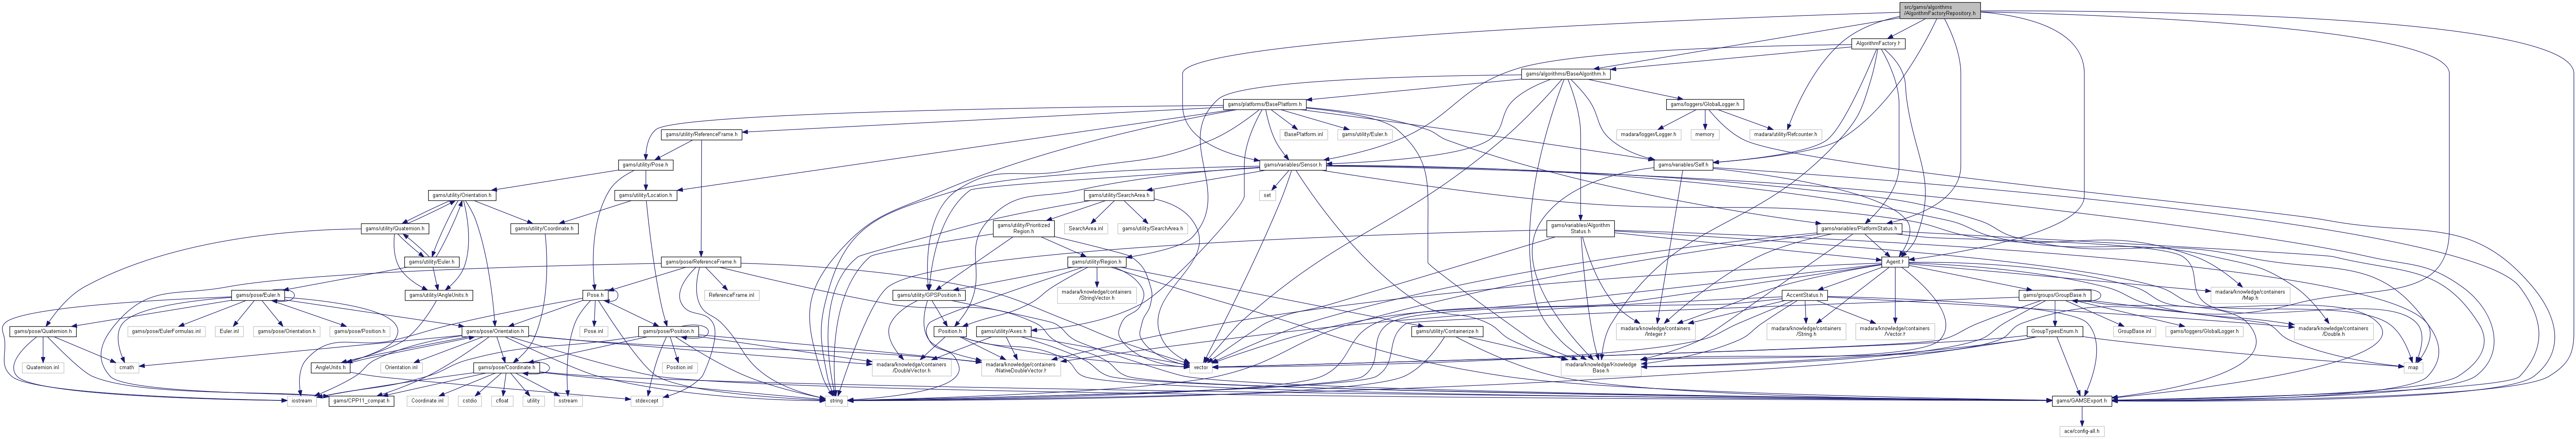 src/gams/algorithms
/AlgorithmFactoryRepository.h
AlgorithmFactory.h
gams/algorithms/BaseAlgorithm.h
gams/platforms/BasePlatform.h
gams/loggers/GlobalLogger.h
gams/utility/ReferenceFrame.h
BasePlatform.inl
gams/utility/Euler.h
madara/logger/Logger.h
memory
madara/utility/Refcounter.h
gams/utility/Pose.h
gams/variables/Sensor.h
gams/variables/Self.h
gams/utility/Orientation.h
gams/utility/Location.h
gams/utility/SearchArea.h
set
gams/utility/Quaternion.h
gams/utility/Coordinate.h
gams/utility/Prioritized
Region.h
SearchArea.inl
gams/utility/SearchArea.h
gams/variables/Algorithm
Status.h
gams/variables/PlatformStatus.h
gams/utility/Euler.h
gams/pose/ReferenceFrame.h
gams/utility/Region.h
Agent.h
gams/pose/Euler.h
gams/utility/AngleUnits.h
Pose.h
ReferenceFrame.inl
gams/utility/GPSPosition.h
madara/knowledge/containers
/StringVector.h
AccentStatus.h
gams/groups/GroupBase.h
madara/knowledge/containers
/Map.h
gams/pose/Quaternion.h
gams/pose/EulerFormulas.inl
Euler.inl
gams/pose/Orientation.h
gams/pose/Position.h
gams/pose/Orientation.h
Pose.inl
gams/pose/Position.h
Position.h
gams/utility/Axes.h
gams/utility/Containerize.h
madara/knowledge/containers
/Integer.h
madara/knowledge/containers
/String.h
madara/knowledge/containers
/Vector.h
GroupTypesEnum.h
GroupBase.inl
gams/loggers/GlobalLogger.h
madara/knowledge/containers
/Double.h
Quaternion.inl
cmath
AngleUnits.h
Orientation.inl
gams/pose/Coordinate.h
Position.inl
madara/knowledge/containers
/DoubleVector.h
madara/knowledge/containers
/NativeDoubleVector.h
vector
madara/knowledge/Knowledge
Base.h
map
iostream
gams/CPP11_compat.h
Coordinate.inl
cstdio
cfloat
utility
sstream
stdexcept
string
gams/GAMSExport.h
ace/config-all.h